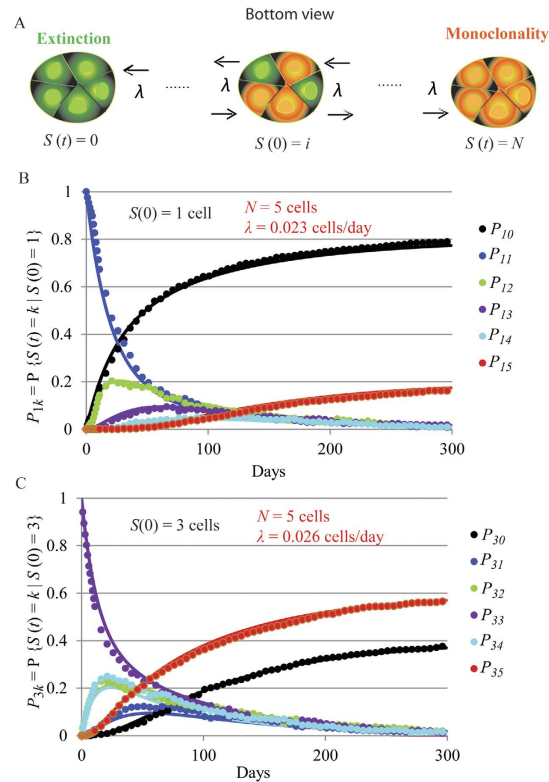 Bottom view
A
Extinction
Monoclonality
λ ...... λ ...... λ
S (t) = 0
S (0) = i
S (t) = N
B
S(0) = 1 cell
N = 5 cells
λ = 0.023 cells/day
P₁ₖ = P {S (t) = k | S (0) = 1}
1
0.8
0.6
0.4
0.2
0
0 100 200 300
Days
P₁₀
P₁₁
P₁₂
P₁₃
P₁₄
P₁₅
C
S(0) = 3 cells
N = 5 cells
λ = 0.026 cells/day
P₃ₖ = P {S (t) = k | S (0) = 3}
1
0.8
0.6
0.4
0.2
0
0 100 200 300
Days
P₃₀
P₃₁
P₃₂
P₃₃
P₃₄
P₃₅